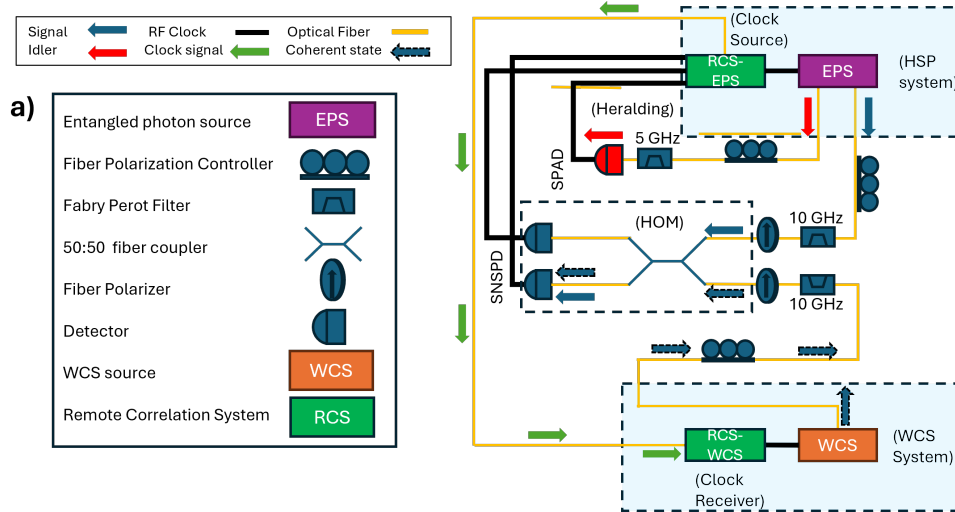 Signal RF Clock Optical Fiber
Idler Clock signal Coherent state
a)
Entangled photon source EPS
Fiber Polarization Controller
Fabry Perot Filter
50:50 fiber coupler
Fiber Polarizer
Detector
WCS source WCS
Remote Correlation System RCS
(Clock
Source)
RCS-
EPS
EPS
(HSP
system)
(Heralding)
5 GHz
SPAD
(HOM)
10 GHz
SNSPD
10 GHz
RCS-
WCS
WCS
(WCS
System)
(Clock
Receiver)